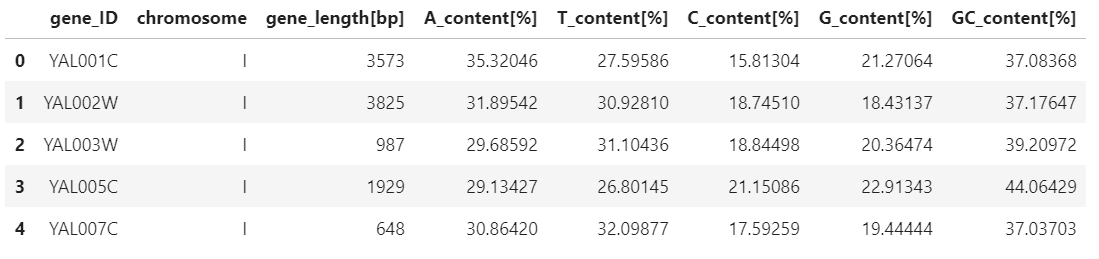 gene_ID chromosome gene_length[bp] A_content[%] T_content[%] C_content[%] G_content[%] GC_content[%]
0 YAL001C I 3573 35.32046 27.59586 15.81304 21.27064 37.08368
1 YAL002W I 3825 31.89542 30.92810 18.74510 18.43137 37.17647
2 YAL003W I 987 29.68592 31.10436 18.84498 20.36474 39.20972
3 YAL005C I 1929 29.13427 26.80145 21.15086 22.91343 44.06429
4 YAL007C I 648 30.86420 32.09877 17.59259 19.44444 37.03703